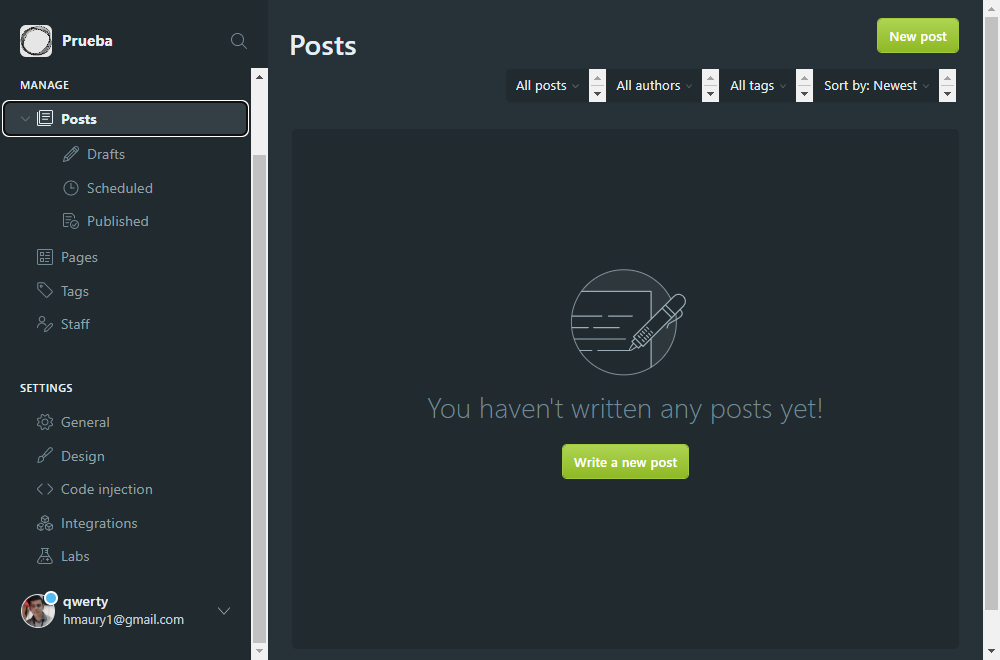 Prueba
MANAGE
Posts
Drafts
Scheduled
Published
Pages
Tags
Staff
SETTINGS
General
Design
Code injection
Integrations
Labs
qwerty
hmaury1@gmail.com
Posts
New post
All posts
All authors
All tags
Sort by: Newest
You haven't written any posts yet!
Write a new post